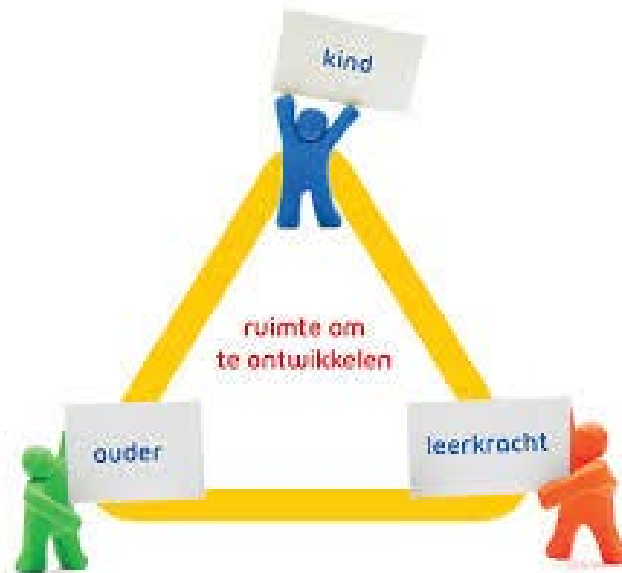 kind
ruimte om
te ontwikkelen
ouder
leerkracht